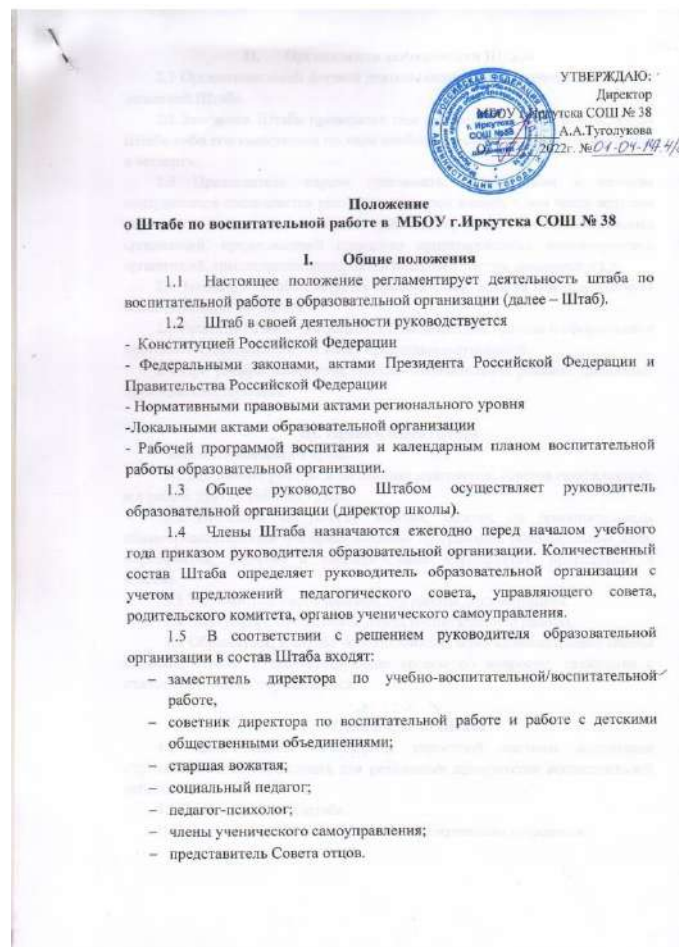 УТВЕРЖДАЮ:
Директор
МБОУ г.Иркутска СОШ № 38
А.А.Туголукова
2022г. № 01-04-197.4/
Положение
о Штабе по воспитательной работе в МБОУ г.Иркутска СОШ № 38
I. Общие положения
1.1 Настоящее положение регламентирует деятельность штаба по
воспитательной работе в образовательной организации (далее – Штаб).
1.2 Штаб в своей деятельности руководствуется
- Конституцией Российской Федерации
- Федеральными законами, актами Президента Российской Федерации и
Правительства Российской Федерации
- Нормативными правовыми актами регионального уровня
-Локальными актами образовательной организации
- Рабочей программой воспитания и календарным планом воспитательной
работы образовательной организации.
1.3 Общее руководство Штабом осуществляет руководитель
образовательной организации (директор школы).
1.4 Члены Штаба назначаются ежегодно перед началом учебного
года приказом руководителя образовательной организации. Количественный
состав Штаба определяет руководитель образовательной организации с
учетом предложений педагогического совета, управляющего совета,
родительского комитета, органов ученического самоуправления.
1.5 В соответствии с решением руководителя образовательной
организации в состав Штаба входят:
– заместитель директора по учебно-воспитательной/воспитательной
работе,
– советник директора по воспитательной работе и работе с детскими
общественными объединениями;
– старшая вожатая;
– социальный педагог;
– педагог-психолог;
– члены ученического самоуправления;
– представитель Совета отцов.